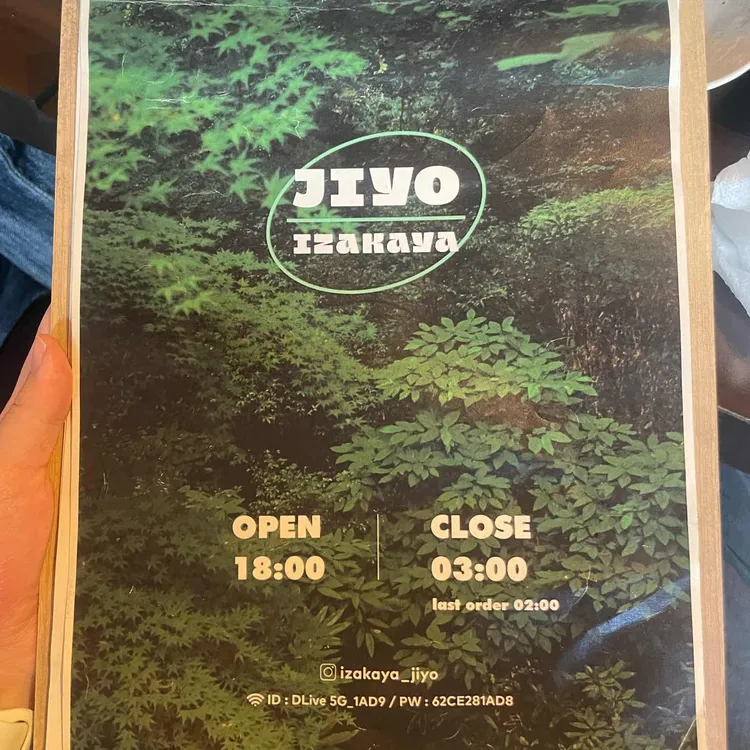 JIYO
IZAKAYA
OPEN
18:00
CLOSE
03:00
last order 02:00
izakaya_jiyo
ID : DLive 5G_1AD9 / PW : 62CE281AD8